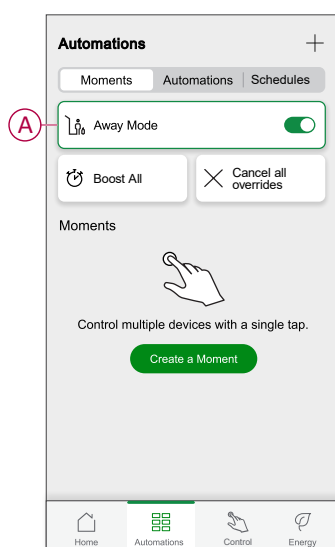 Automations
Moments Automations Schedules
A
Away Mode
Boost All
Cancel all
overrides
Moments
Control multiple devices with a single tap.
Create a Moment
Home Automations Control Energy